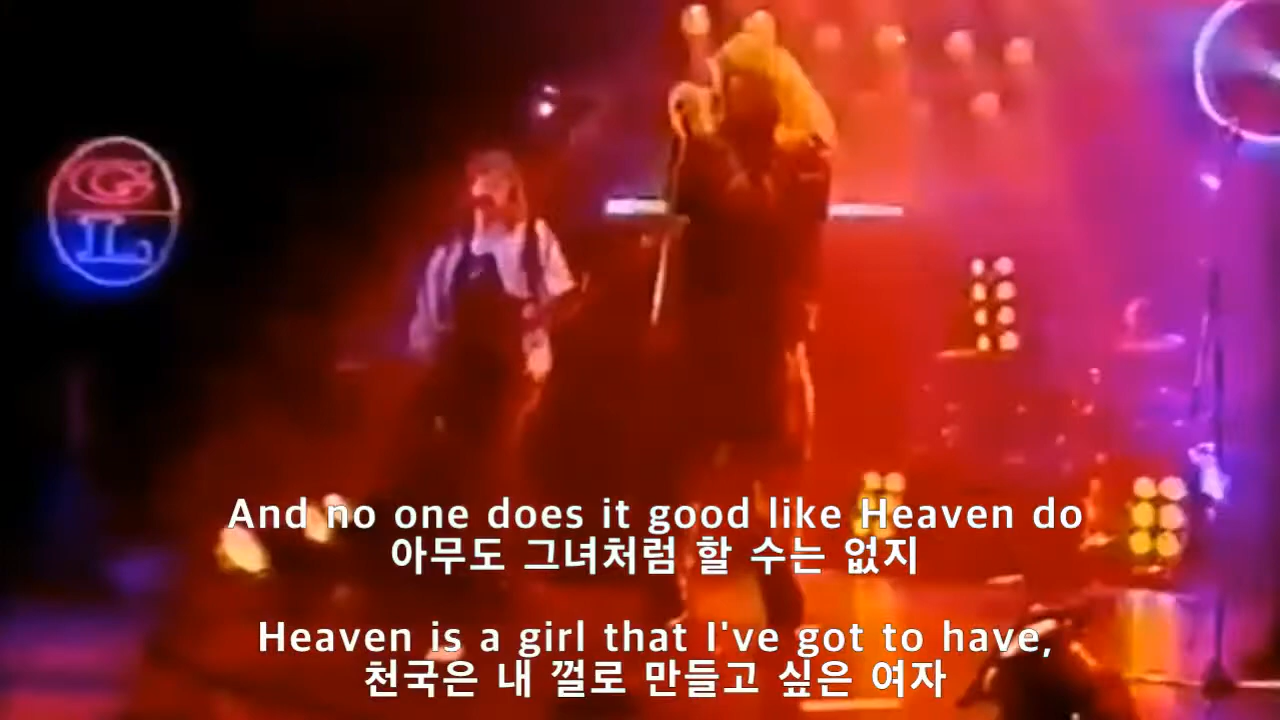 G
L
And no one does it good like Heaven do
아무도 그녀처럼 할 수는 없지
Heaven is a girl that I've got to have,
천국은 내 껄로 만들고 싶은 여자